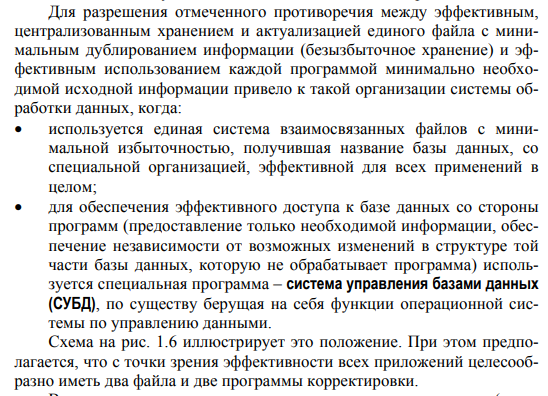 Для разрешения отмеченного противоречия между эффективным,
централизованным хранением и актуализацией единого файла с мини-
мальным дублированием информации (безызбыточное хранение) и эф-
фективным использованием каждой программой минимально необхо-
димой исходной информации привело к такой организации системы об-
работки данных, когда:
• используется единая система взаимосвязанных файлов с мини-
мальной избыточностью, получившая название базы данных, со
специальной организацией, эффективной для всех применений в
целом;
• для обеспечения эффективного доступа к базе данных со стороны
программ (предоставление только необходимой информации, обес-
печение независимости от возможных изменений в структуре той
части базы данных, которую не обрабатывает программа) исполь-
зуется специальная программа – система управления базами данных
(СУБД), по существу берущая на себя функции операционной сис-
темы по управлению данными.
Схема на рис. 1.6 иллюстрирует это положение. При этом предпо-
лагается, что с точки зрения эффективности всех приложений целесооб-
разно иметь два файла и две программы корректировки.